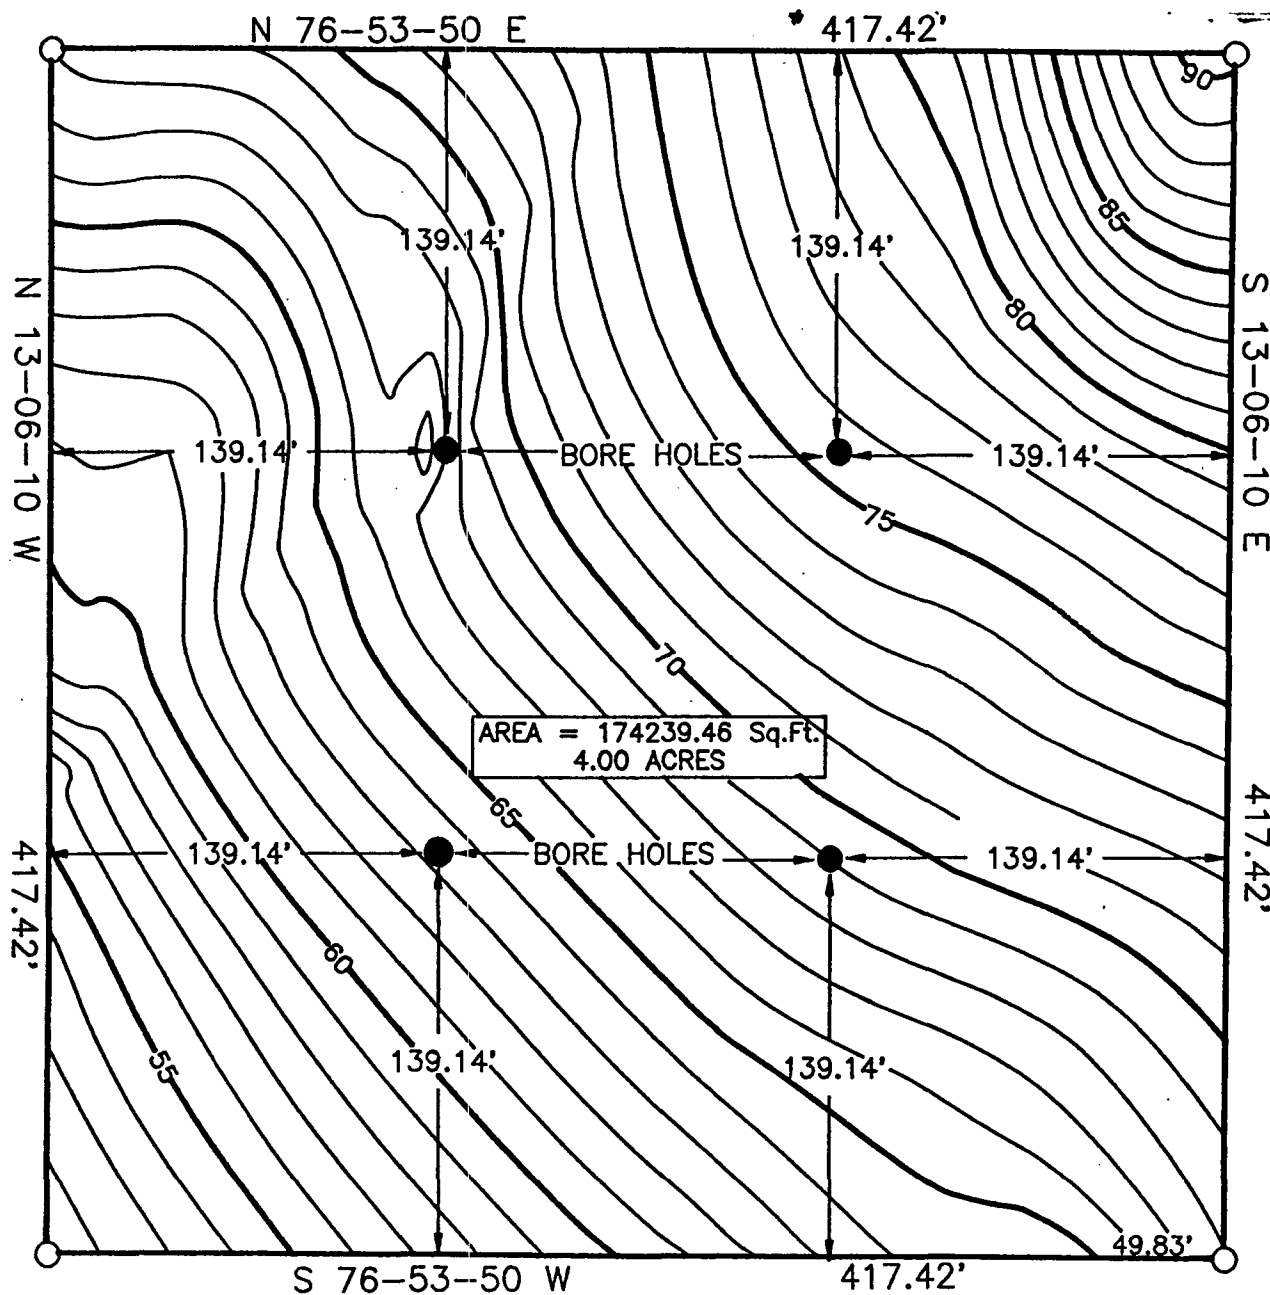 N 76-53-50 E
417.42'
90
85
139.14'
139.14'
80
N 13-06-10 W
S 13-06-10 E
139.14'
BORE HOLES
139.14'
75
70
AREA = 174239.46 Sq.Ft.
4.00 ACRES
65
417.42'
417.42'
139.14'
BORE HOLES
139.14'
60
55
139.14'
139.14'
49.83'
S 76-53-50 W
417.42'